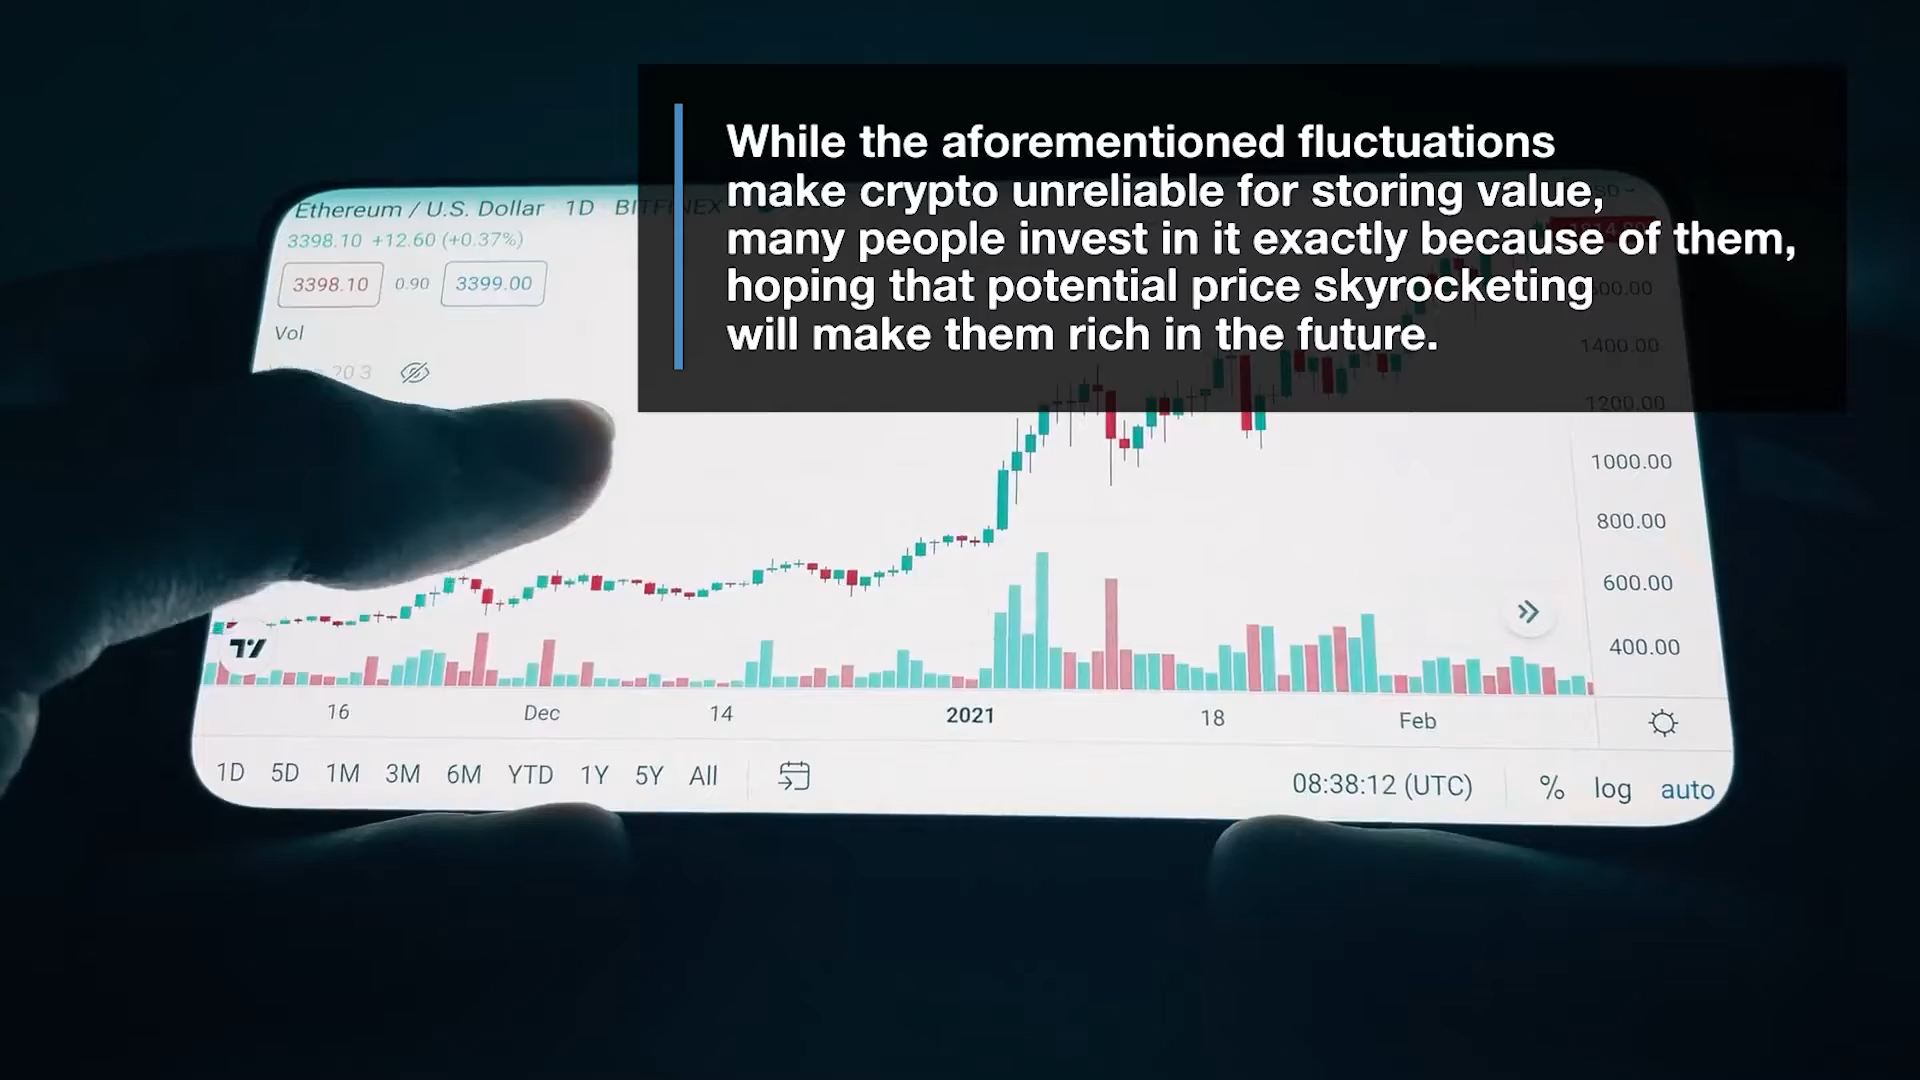 While the aforementioned fluctuations
make crypto unreliable for storing value,
many people invest in it exactly because of them,
hoping that potential price skyrocketing
will make them rich in the future.
Ethereum / U.S. Dollar 1D BITFINEX
3398.10 +12.60 (+0.37%)
3398.10 0.90 3399.00
Vol
20 3
1400.00
1200.00
1000.00
800.00
600.00
400.00
16 Dec 14 2021 18 Feb
1D 5D 1M 3M 6M YTD 1Y 5Y All
08:38:12 (UTC) % log auto